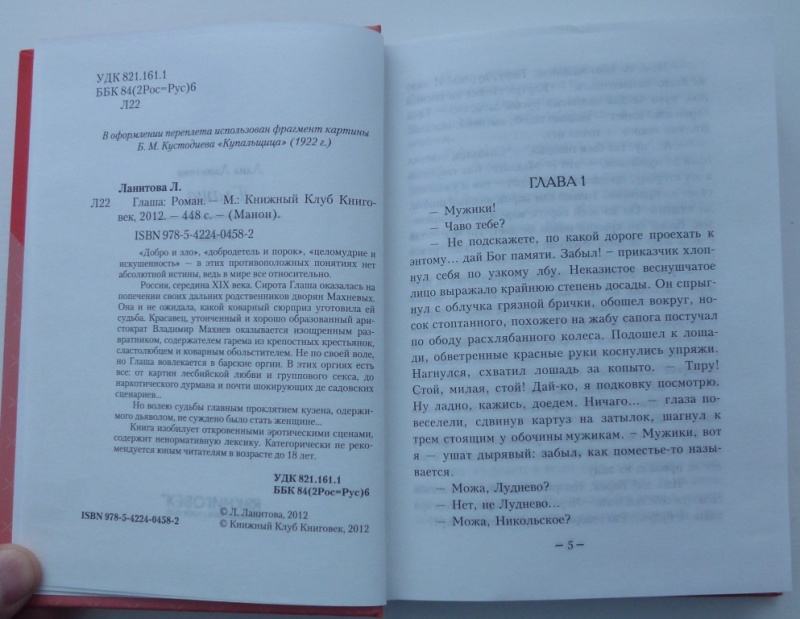 УДК 821.161.1
ББК 84(2Рос=Рус)6
Л22
В оформлении переплета использован фрагмент картины
Б. М. Кустодиева «Купальщица» (1922 г.)
Ланитова Л.
Л22 Глаша: Роман. — М.: Книжный Клуб Книго-
век, 2012. — 448 с. — (Манон).
ISBN 978-5-4224-0458-2
«Добро и зло», «добродетель и порок», «целомудрие и
искушенность» — в этих противоположных понятиях нет
абсолютной истины, ведь в мире все относительно.
Россия, середина XIX века. Сирота Глаша оказалась на
попечении своих дальних родственников дворян Махневых.
Она и не ожидала, какой коварный сюрприз уготовила ей
судьба. Красавец, утонченный и хорошо образованный ари-
стократ Владимир Махнев оказывается изощренным раз-
вратником, содержателем гарема из крепостных крестьянок,
сластолюбцем и коварным обольстителем. Не по своей воле,
но Глаша вовлекается в барские оргии. В этих оргиях есть
все: от картин лесбийской любви и группового секса, до
наркотического дурмана и почти шокирующих де садовских
сценариев...
Но волею судьбы главным проклятием кузена, одержи-
мого дьяволом, не суждено было стать женщине...
Книга изобилует откровенными эротическими сценами,
содержит ненормативную лексику. Категорически не реко-
мендуется юным читателям в возрасте до 18 лет.
УДК 821.161.1
ББК 84(2Рос=Рус)6
ISBN 978-5-4224-0458-2
© Л. Ланитова, 2012
© Книжный Клуб Книговек, 2012
ГЛАВА 1
— Мужики!
— Чаво тебе?
— Не подскажете, по какой дороге проехать к
энтому... дай Бог памяти. Забыл! — приказчик хлоп-
нул себя по узкому лбу. Неказистое веснушчатое
лицо выражало крайнюю степень досады. Он спрыг-
нул с облучка грязной брички, обошел вокруг, но-
сок стоптанного, похожего на жабу сапога постучал
по ободу расхлябанного колеса. Подошел к лоша-
ди, обветренные красные руки коснулись упряжи.
Нагнулся, схватил лошадь за копыто. — Тпру!
Стой, милая, стой! Дай-ко, я подковку посмотрю.
Ну ладно, кажись, доедем. Ничаго... — глаза по-
веселели, сдвинув картуз на затылок, шагнул к
трем стоящим у обочины мужикам. — Мужики, вот
я — ушат дырявый: забыл, как поместье-то назы-
вается.
— Можа, Луднево?
— Нет, не Луднево...
— Можа, Никольское?
— 5 —